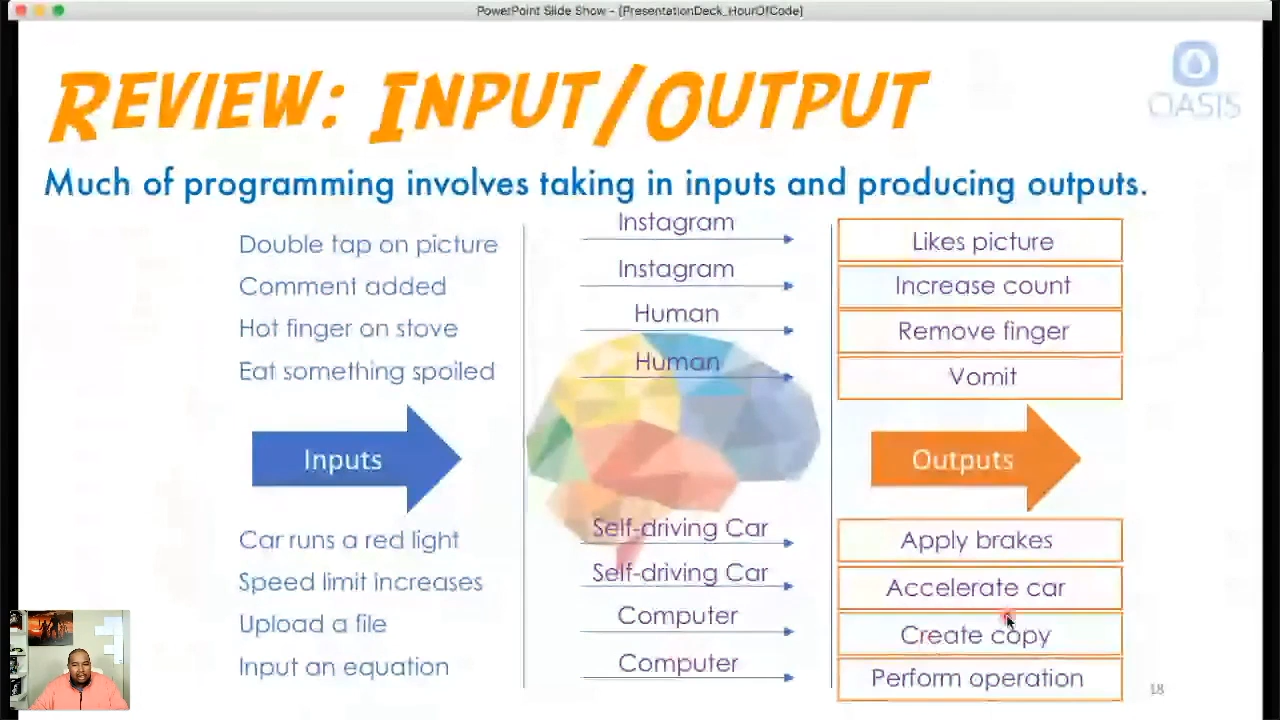 PowerPoint Slide Show - [PresentationDeck_HourOfCode]
REVIEW: INPUT/OUTPUT
OASIS
Much of programming involves taking in inputs and producing outputs.
Double tap on picture Instagram Likes picture
Comment added Instagram Increase count
Hot finger on stove Human Remove finger
Eat something spoiled Human Vomit
Inputs Outputs
Car runs a red light Self-driving Car Apply brakes
Speed limit increases Self-driving Car Accelerate car
Upload a file Computer Create copy
Input an equation Computer Perform operation
18